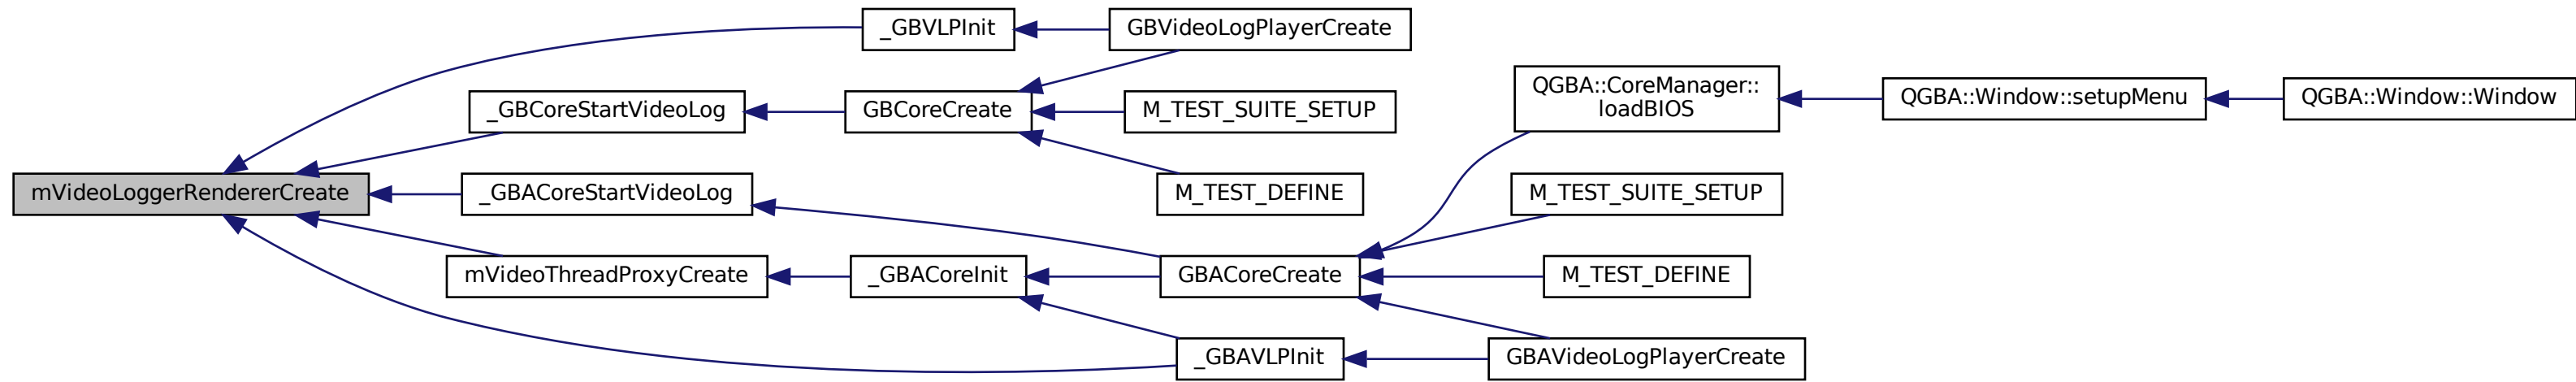 _GBVLPInit
GBVideoLogPlayerCreate
QGBA::CoreManager::
loadBIOS
QGBA::Window::setupMenu
QGBA::Window::Window
_GBCoreStartVideoLog
GBCoreCreate
M_TEST_SUITE_SETUP
mVideoLoggerRendererCreate
_GBACoreStartVideoLog
M_TEST_DEFINE
M_TEST_SUITE_SETUP
mVideoThreadProxyCreate
_GBACoreInit
GBACoreCreate
M_TEST_DEFINE
_GBAVLPInit
GBAVideoLogPlayerCreate